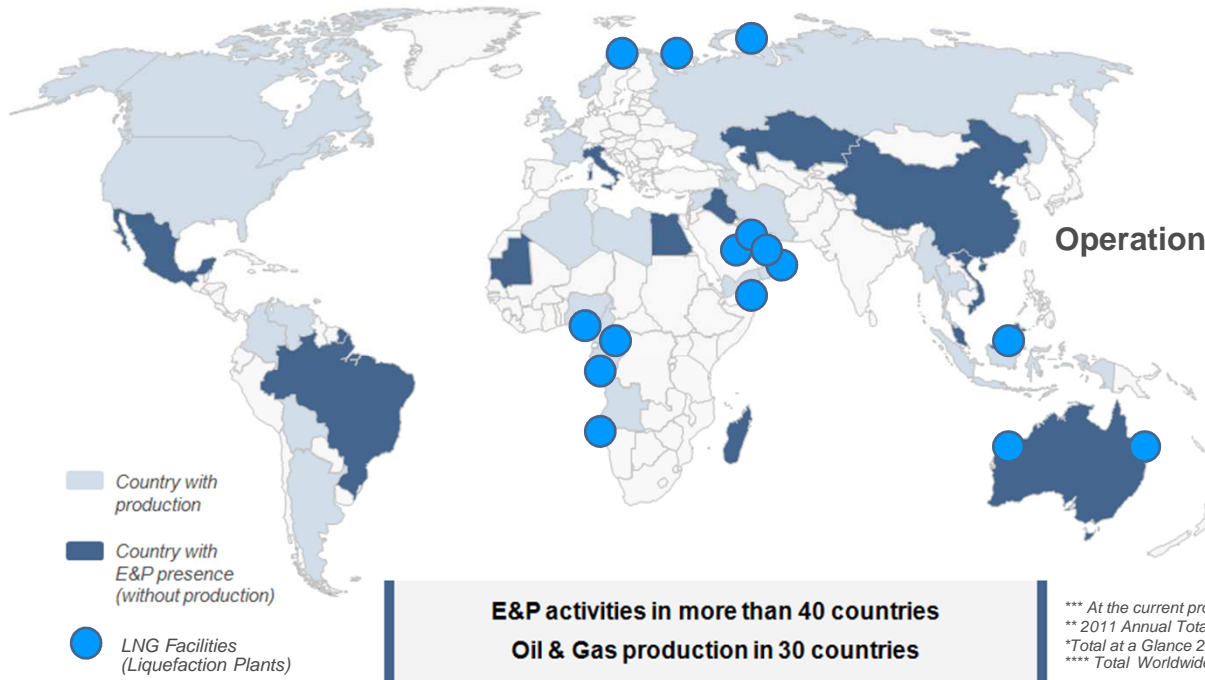 Operation
Country with
production
Country with
E&P presence
(without production)
LNG Facilities
(Liquefaction Plants)
E&P activities in more than 40 countries
Oil & Gas production in 30 countries
*** At the current pro
** 2011 Annual Tota
*Total at a Glance 2
**** Total Worldwide